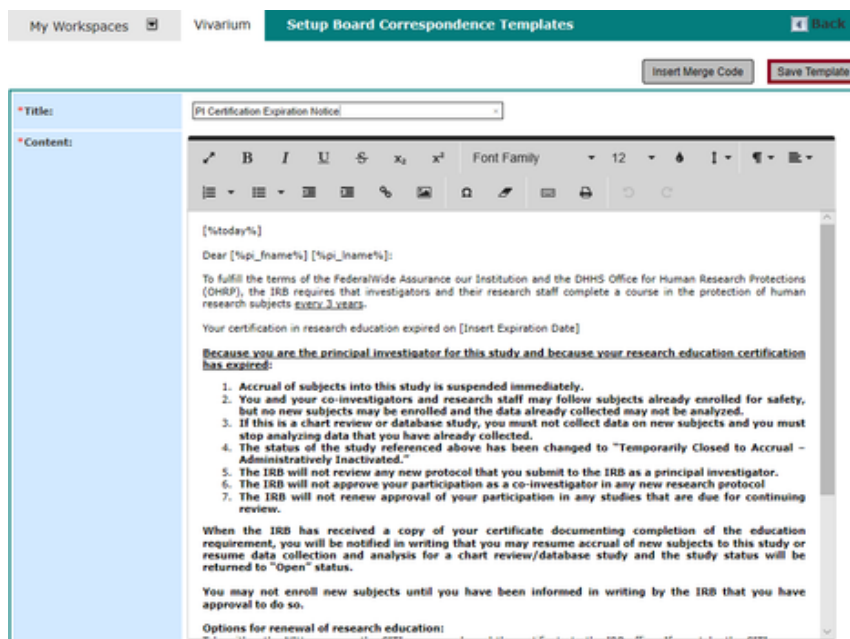 My Workspaces Vivarium Setup Board Correspondence Templates Back
Insert Merge Code Save Template
*Title: PI Certification Expiration Notice
*Content:
B I U S x₂ x² Font Family 12
[%today%]
Dear [%pi_fname%] [%pi_lname%]:
To fulfill the terms of the FederalWide Assurance our Institution and the DHHS Office for Human Research Protections
(OHRP), the IRB requires that investigators and their research staff complete a course in the protection of human
research subjects every 3 years.
Your certification in research education expired on [Insert Expiration Date]
Because you are the principal investigator for this study and because your research education certification
has expired:
1. Accrual of subjects into this study is suspended immediately.
2. You and your co-investigators and research staff may follow subjects already enrolled for safety,
but no new subjects may be enrolled and the data already collected may not be analyzed.
3. If this is a chart review or database study, you must not collect data on new subjects and you must
stop analyzing data that you have already collected.
4. The status of the study referenced above has been changed to "Temporarily Closed to Accrual –
Administratively Inactivated."
5. The IRB will not review any new protocol that you submit to the IRB as a principal investigator.
6. The IRB will not approve your participation as a co-investigator in any new research protocol
7. The IRB will not renew approval of your participation in any studies that are due for continuing
review.
When the IRB has received a copy of your certificate documenting completion of the education
requirement, you will be notified in writing that you may resume accrual of new subjects to this study or
resume data collection and analysis for a chart review/database study and the study status will be
returned to "Open" status.
You may not enroll new subjects until you have been informed in writing by the IRB that you have
approval to do so.
Options for renewal of research education: